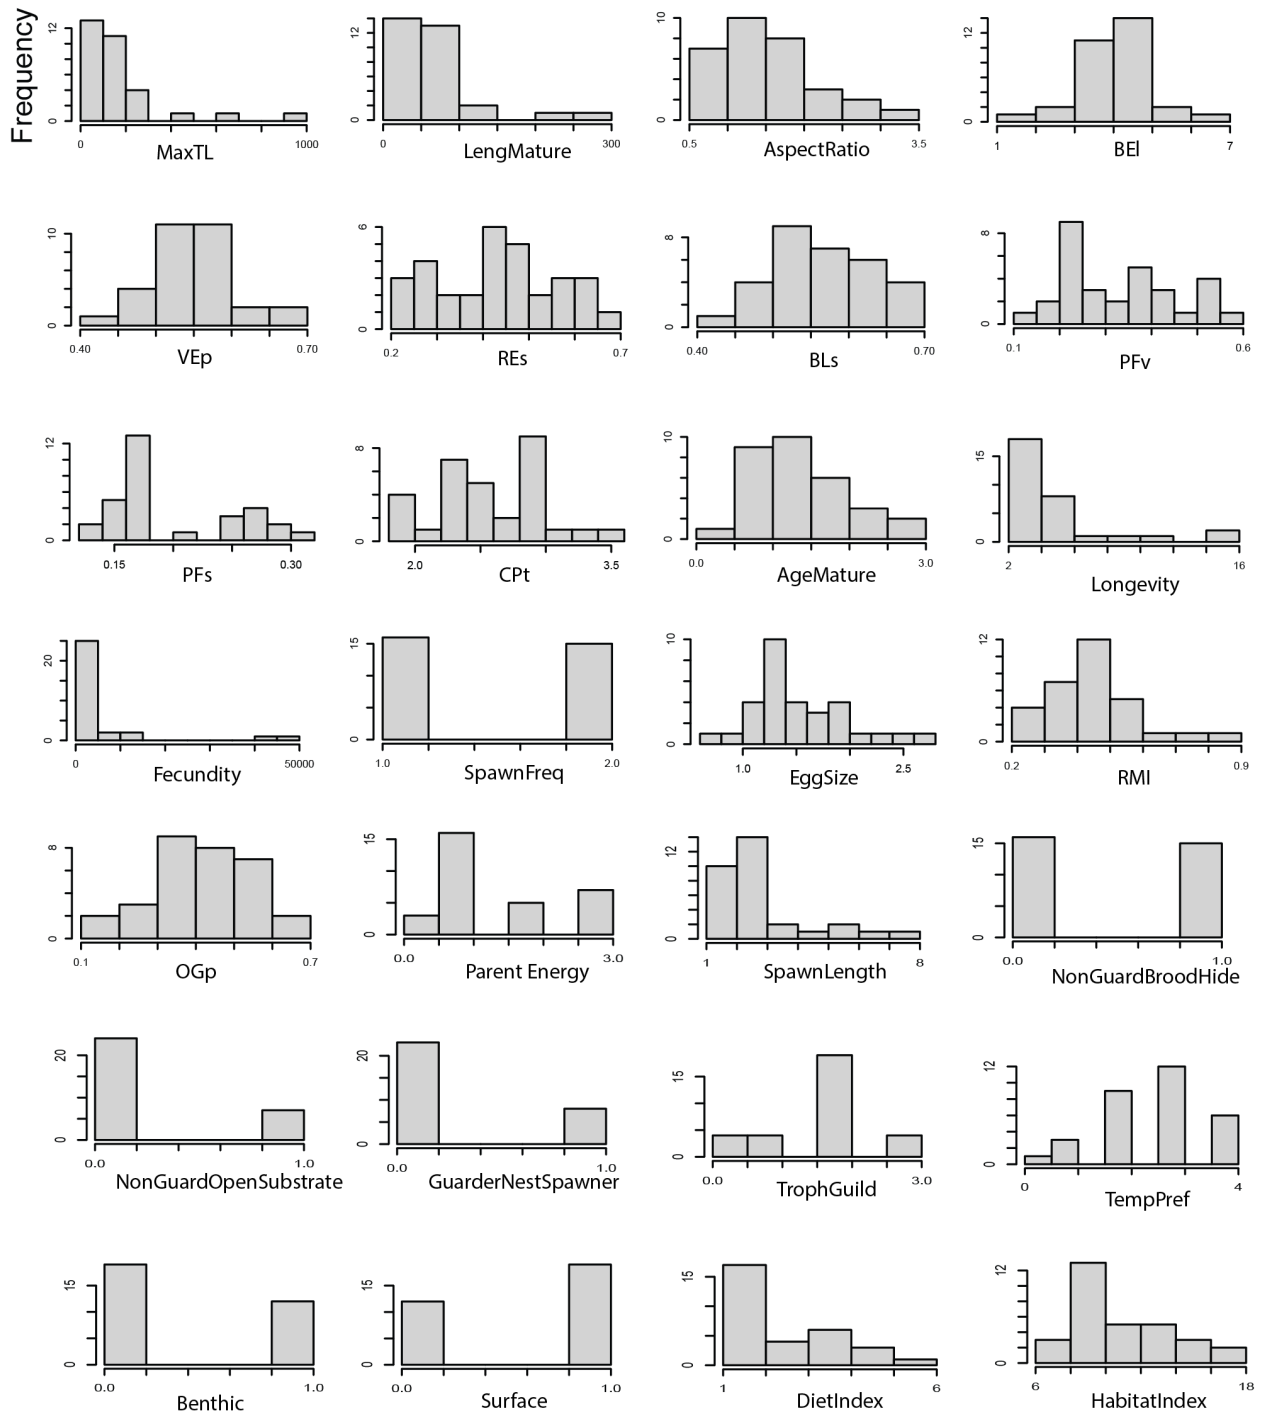 Frequency
0 12
0 1000
MaxTL
0 12
0 300
LengMature
0 10
0.5 3.5
AspectRatio
0 12
1 7
BEl
0 10
0.40 0.70
VEp
0 6
0.2 0.7
REs
0 8
0.40 0.70
BLs
0 8
0.1 0.6
PFv
0 12
0.15 0.30
PFs
0 8
2.0 3.5
CPt
0 10
0.0 3.0
AgeMature
0 15
2 16
Longevity
0 20
0 50000
Fecundity
0 15
1.0 2.0
SpawnFreq
0 10
1.0 2.5
EggSize
0 12
0.2 0.9
RMI
0 8
0.1 0.7
OGp
0 15
0.0 3.0
Parent Energy
0 12
1 8
SpawnLength
0 15
0.0 1.0
NonGuardBroodHide
0 20
0.0 1.0
NonGuardOpenSubstrate
0 20
0.0 1.0
GuarderNestSpawner
0 15
0.0 3.0
TrophGuild
0 12
0 4
TempPref
0 15
0.0 1.0
Benthic
0 15
0.0 1.0
Surface
0 15
1 6
DietIndex
0 12
6 18
HabitatIndex